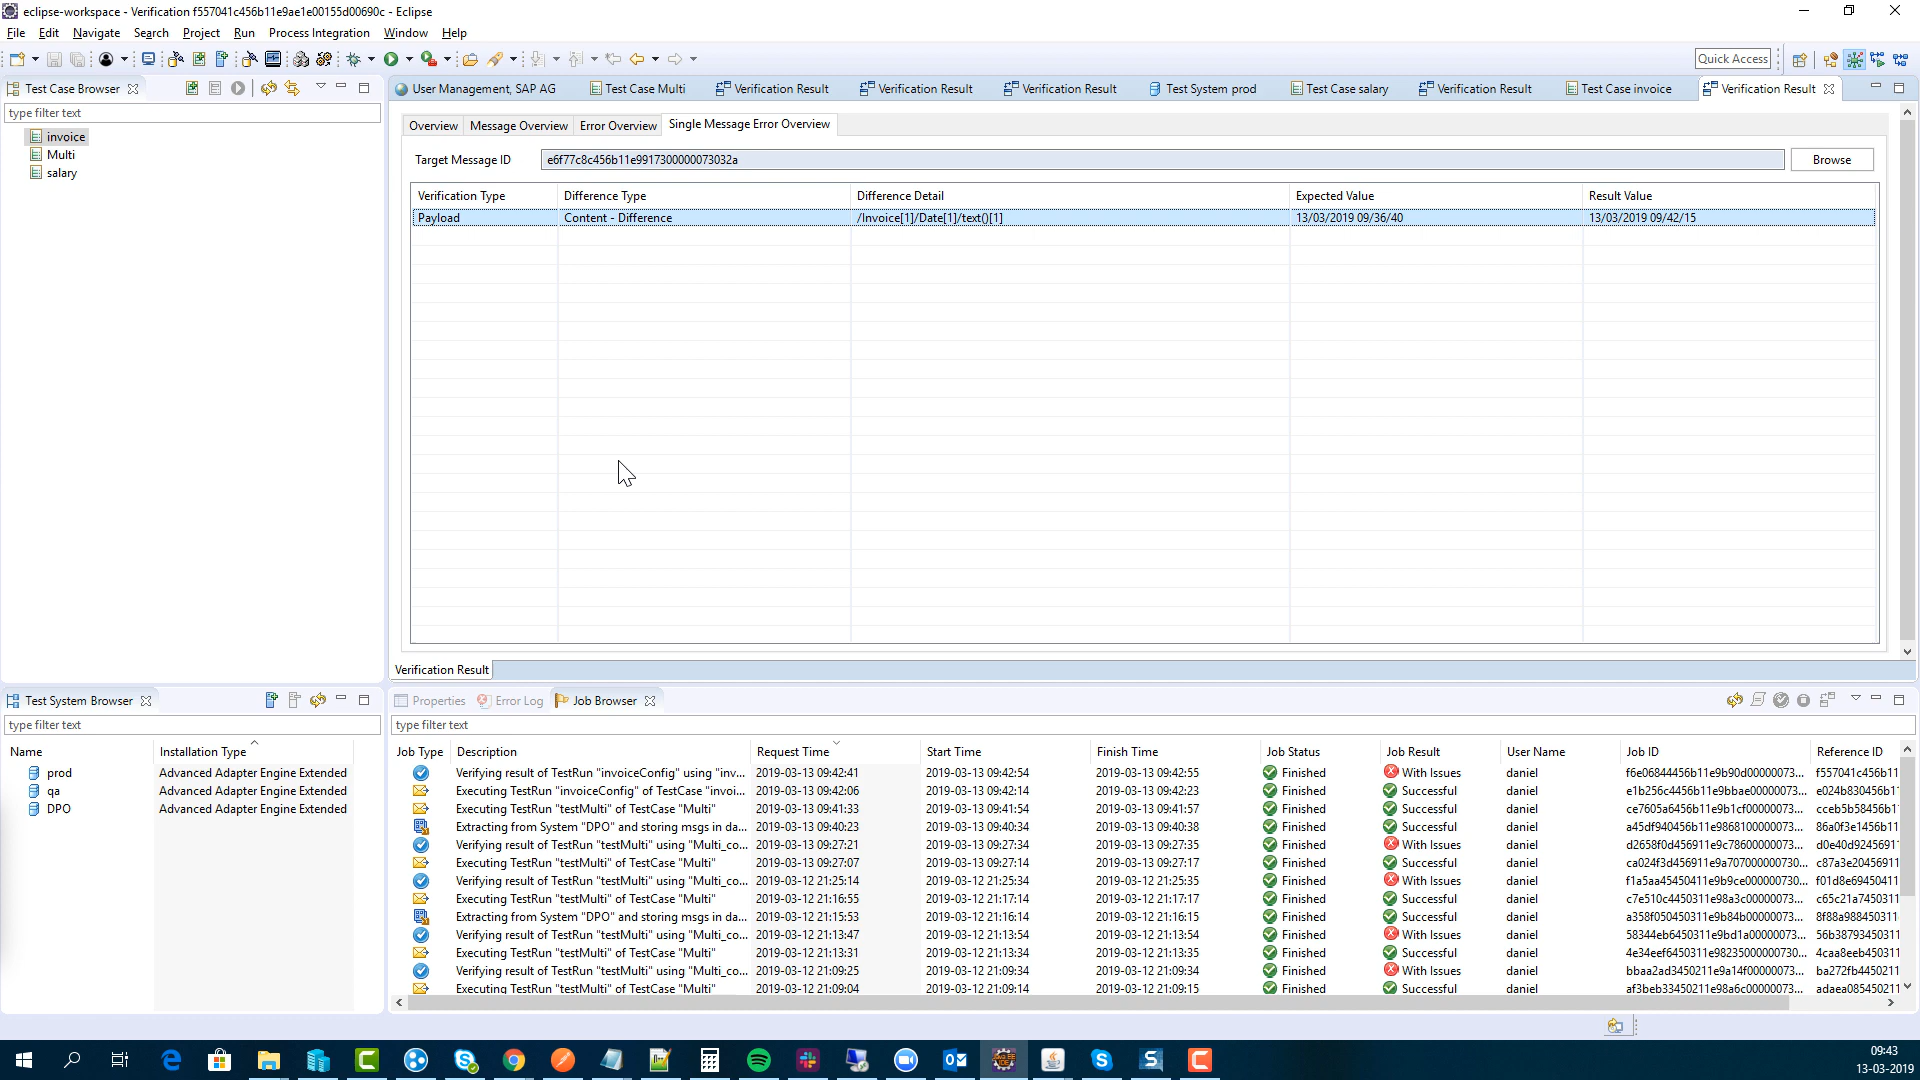 eclipse-workspace - Verification f557041c456b11e9ae1e00155d00690c - Eclipse
File Edit Navigate Search Project Run Process Integration Window Help
Quick Access
Test Case Browser
type filter text
invoice
Multi
salary
User Management, SAP AG Test Case Multi Verification Result Verification Result Verification Result Test System prod Test Case salary Verification Result Test Case invoice Verification Result
Overview Message Overview Error Overview Single Message Error Overview
Target Message ID e6f77c8c456b11e9917300000073032a Browse
Verification Type Difference Type Difference Detail Expected Value Result Value
Payload Content - Difference /Invoice[1]/Date[1]/text()[1] 13/03/2019 09/36/40 13/03/2019 09/42/15
Verification Result
Test System Browser
type filter text
Name Installation Type
prod Advanced Adapter Engine Extended
qa Advanced Adapter Engine Extended
DPO Advanced Adapter Engine Extended
Properties Error Log Job Browser
type filter text
Job Type Description Request Time Start Time Finish Time Job Status Job Result User Name Job ID Reference ID
Verifying result of TestRun "invoiceConfig" using "inv... 2019-03-13 09:42:41 2019-03-13 09:42:54 2019-03-13 09:42:55 Finished With Issues daniel f6e06844456b11e9b90d00000073... f557041c456b11
Executing TestRun "invoiceConfig" of TestCase "invoi... 2019-03-13 09:42:06 2019-03-13 09:42:14 2019-03-13 09:42:23 Finished Successful daniel e1b256c4456b11e9bbae00000073... e024b830456b11
Executing TestRun "testMulti" of TestCase "Multi" 2019-03-13 09:41:33 2019-03-13 09:41:54 2019-03-13 09:41:57 Finished Successful daniel ce7605a6456b11e9b1cf00000073... cceb5b58456b1
Extracting from System "DPO" and storing msgs in da... 2019-03-13 09:40:23 2019-03-13 09:40:34 2019-03-13 09:40:38 Finished Successful daniel a45df940456b11e9868100000073... 86a0f3e1456b1
Verifying result of TestRun "testMulti" using "Multi_co... 2019-03-13 09:27:21 2019-03-13 09:27:34 2019-03-13 09:27:35 Finished With Issues daniel d2658f0d456911e9c78600000073... d0e40d92456911
Executing TestRun "testMulti" of TestCase "Multi" 2019-03-13 09:27:07 2019-03-13 09:27:14 2019-03-13 09:27:17 Finished Successful daniel ca024f3d456911e9a70700000730... c87a3e20456911
Verifying result of TestRun "testMulti" using "Multi_co... 2019-03-12 21:25:14 2019-03-12 21:25:34 2019-03-12 21:25:35 Finished With Issues daniel f1a5aa45450411e9b9ce00000730... f01d8e69450411
Executing TestRun "testMulti" of TestCase "Multi" 2019-03-12 21:16:55 2019-03-12 21:17:14 2019-03-12 21:17:17 Finished Successful daniel c7e510c4450311e98a3c00000073... c65c21a7450311
Extracting from System "DPO" and storing msgs in da... 2019-03-12 21:15:53 2019-03-12 21:16:14 2019-03-12 21:16:15 Finished Successful daniel a358f050450311e9b84b00000073... 8f88a988450311
Verifying result of TestRun "testMulti" using "Multi_co... 2019-03-12 21:13:47 2019-03-12 21:13:54 2019-03-12 21:13:54 Finished With Issues daniel 58344eb6450311e9bd1a00000073... 56b38793450311
Executing TestRun "testMulti" of TestCase "Multi" 2019-03-12 21:13:31 2019-03-12 21:13:34 2019-03-12 21:13:35 Finished Successful daniel 4e34eef6450311e98235000000730... 4caa8eeb450311
Verifying result of TestRun "testMulti" using "Multi_co... 2019-03-12 21:09:25 2019-03-12 21:09:34 2019-03-12 21:09:34 Finished With Issues daniel bbaa2ad3450211e9a14f00000073... ba272fb4450211
Executing TestRun "testMulti" of TestCase "Multi" 2019-03-12 21:09:04 2019-03-12 21:09:14 2019-03-12 21:09:15 Finished Successful daniel af3beb33450211e98a6c00000073... adaea085450211
09:43
13-03-2019